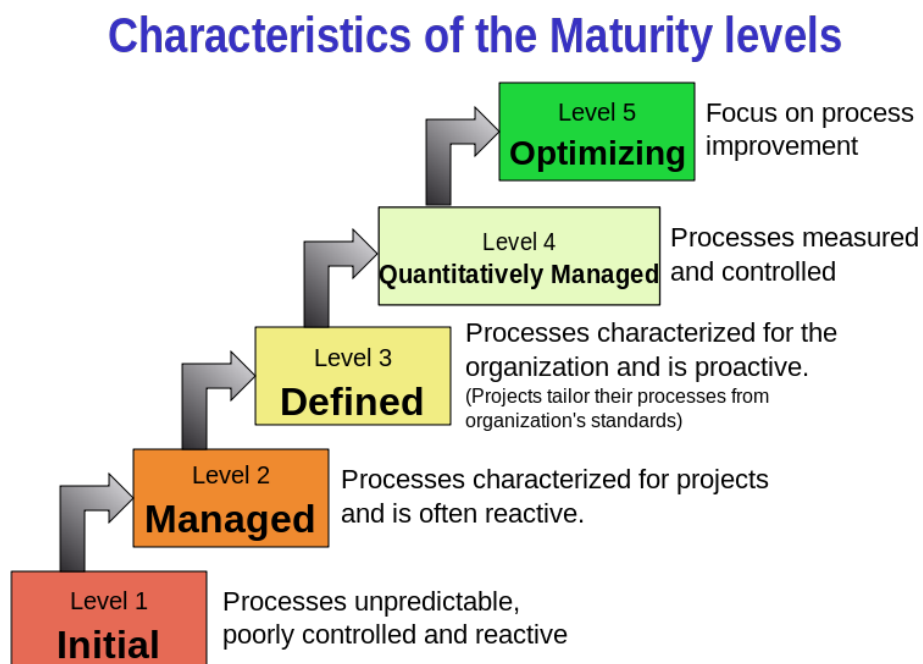 Characteristics of the Maturity levels
Level 5
Optimizing
Focus on process
improvement
Level 4
Quantitatively Managed
Processes measured
and controlled
Level 3
Defined
Processes characterized for the
organization and is proactive.
(Projects tailor their processes from
organization's standards)
Level 2
Managed
Processes characterized for projects
and is often reactive.
Level 1
Initial
Processes unpredictable,
poorly controlled and reactive